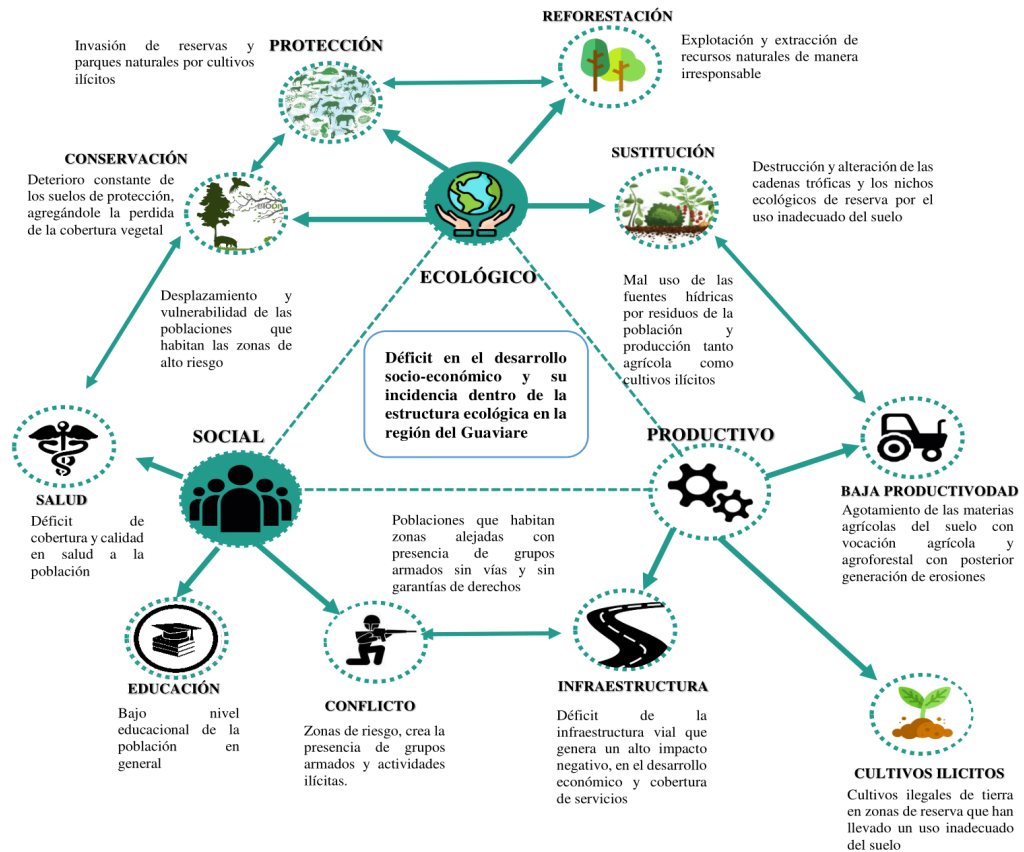 REFORESTACIÓN
Explotación y extracción de
recursos naturales de manera
irresponsable
PROTECCIÓN
Invasión de reservas y
parques naturales por cultivos
ilícitos
CONSERVACIÓN
Deterioro constante de
los suelos de protección,
agregándole la perdida
de la cobertura vegetal
SUSTITUCIÓN
Destrucción y alteración de las
cadenas tróficas y los nichos
ecológicos de reserva por el
uso inadecuado del suelo
ECOLÓGICO
Desplazamiento y
vulnerabilidad de las
poblaciones que
habitan las zonas de
alto riesgo
Mal uso de las
fuentes hídricas
por residuos de la
población y
producción tanto
agrícola como
cultivos ilícitos
Déficit en el desarrollo
socio-económico y su
incidencia dentro de la
estructura ecológica en la
región del Guaviare
SOCIAL
PRODUCTIVO
SALUD
Déficit de
cobertura y calidad
en salud a la
población
BAJA PRODUCTIVODAD
Agotamiento de las materias
agrícolas del suelo con
vocación agrícola y
agroforestal con posterior
generación de erosiones
Poblaciones que habitan
zonas alejadas con
presencia de grupos
armados sin vías y sin
garantías de derechos
EDUCACIÓN
Bajo nivel
educacional de la
población en
general
CONFLICTO
Zonas de riesgo, crea la
presencia de grupos
armados y actividades
ilícitas.
INFRAESTRUCTURA
Déficit de la
infraestructura vial que
genera un alto impacto
negativo, en el desarrollo
económico y cobertura
de servicios
CULTIVOS ILICITOS
Cultivos ilegales de tierra
en zonas de reserva que han
llevado un uso inadecuado
del suelo